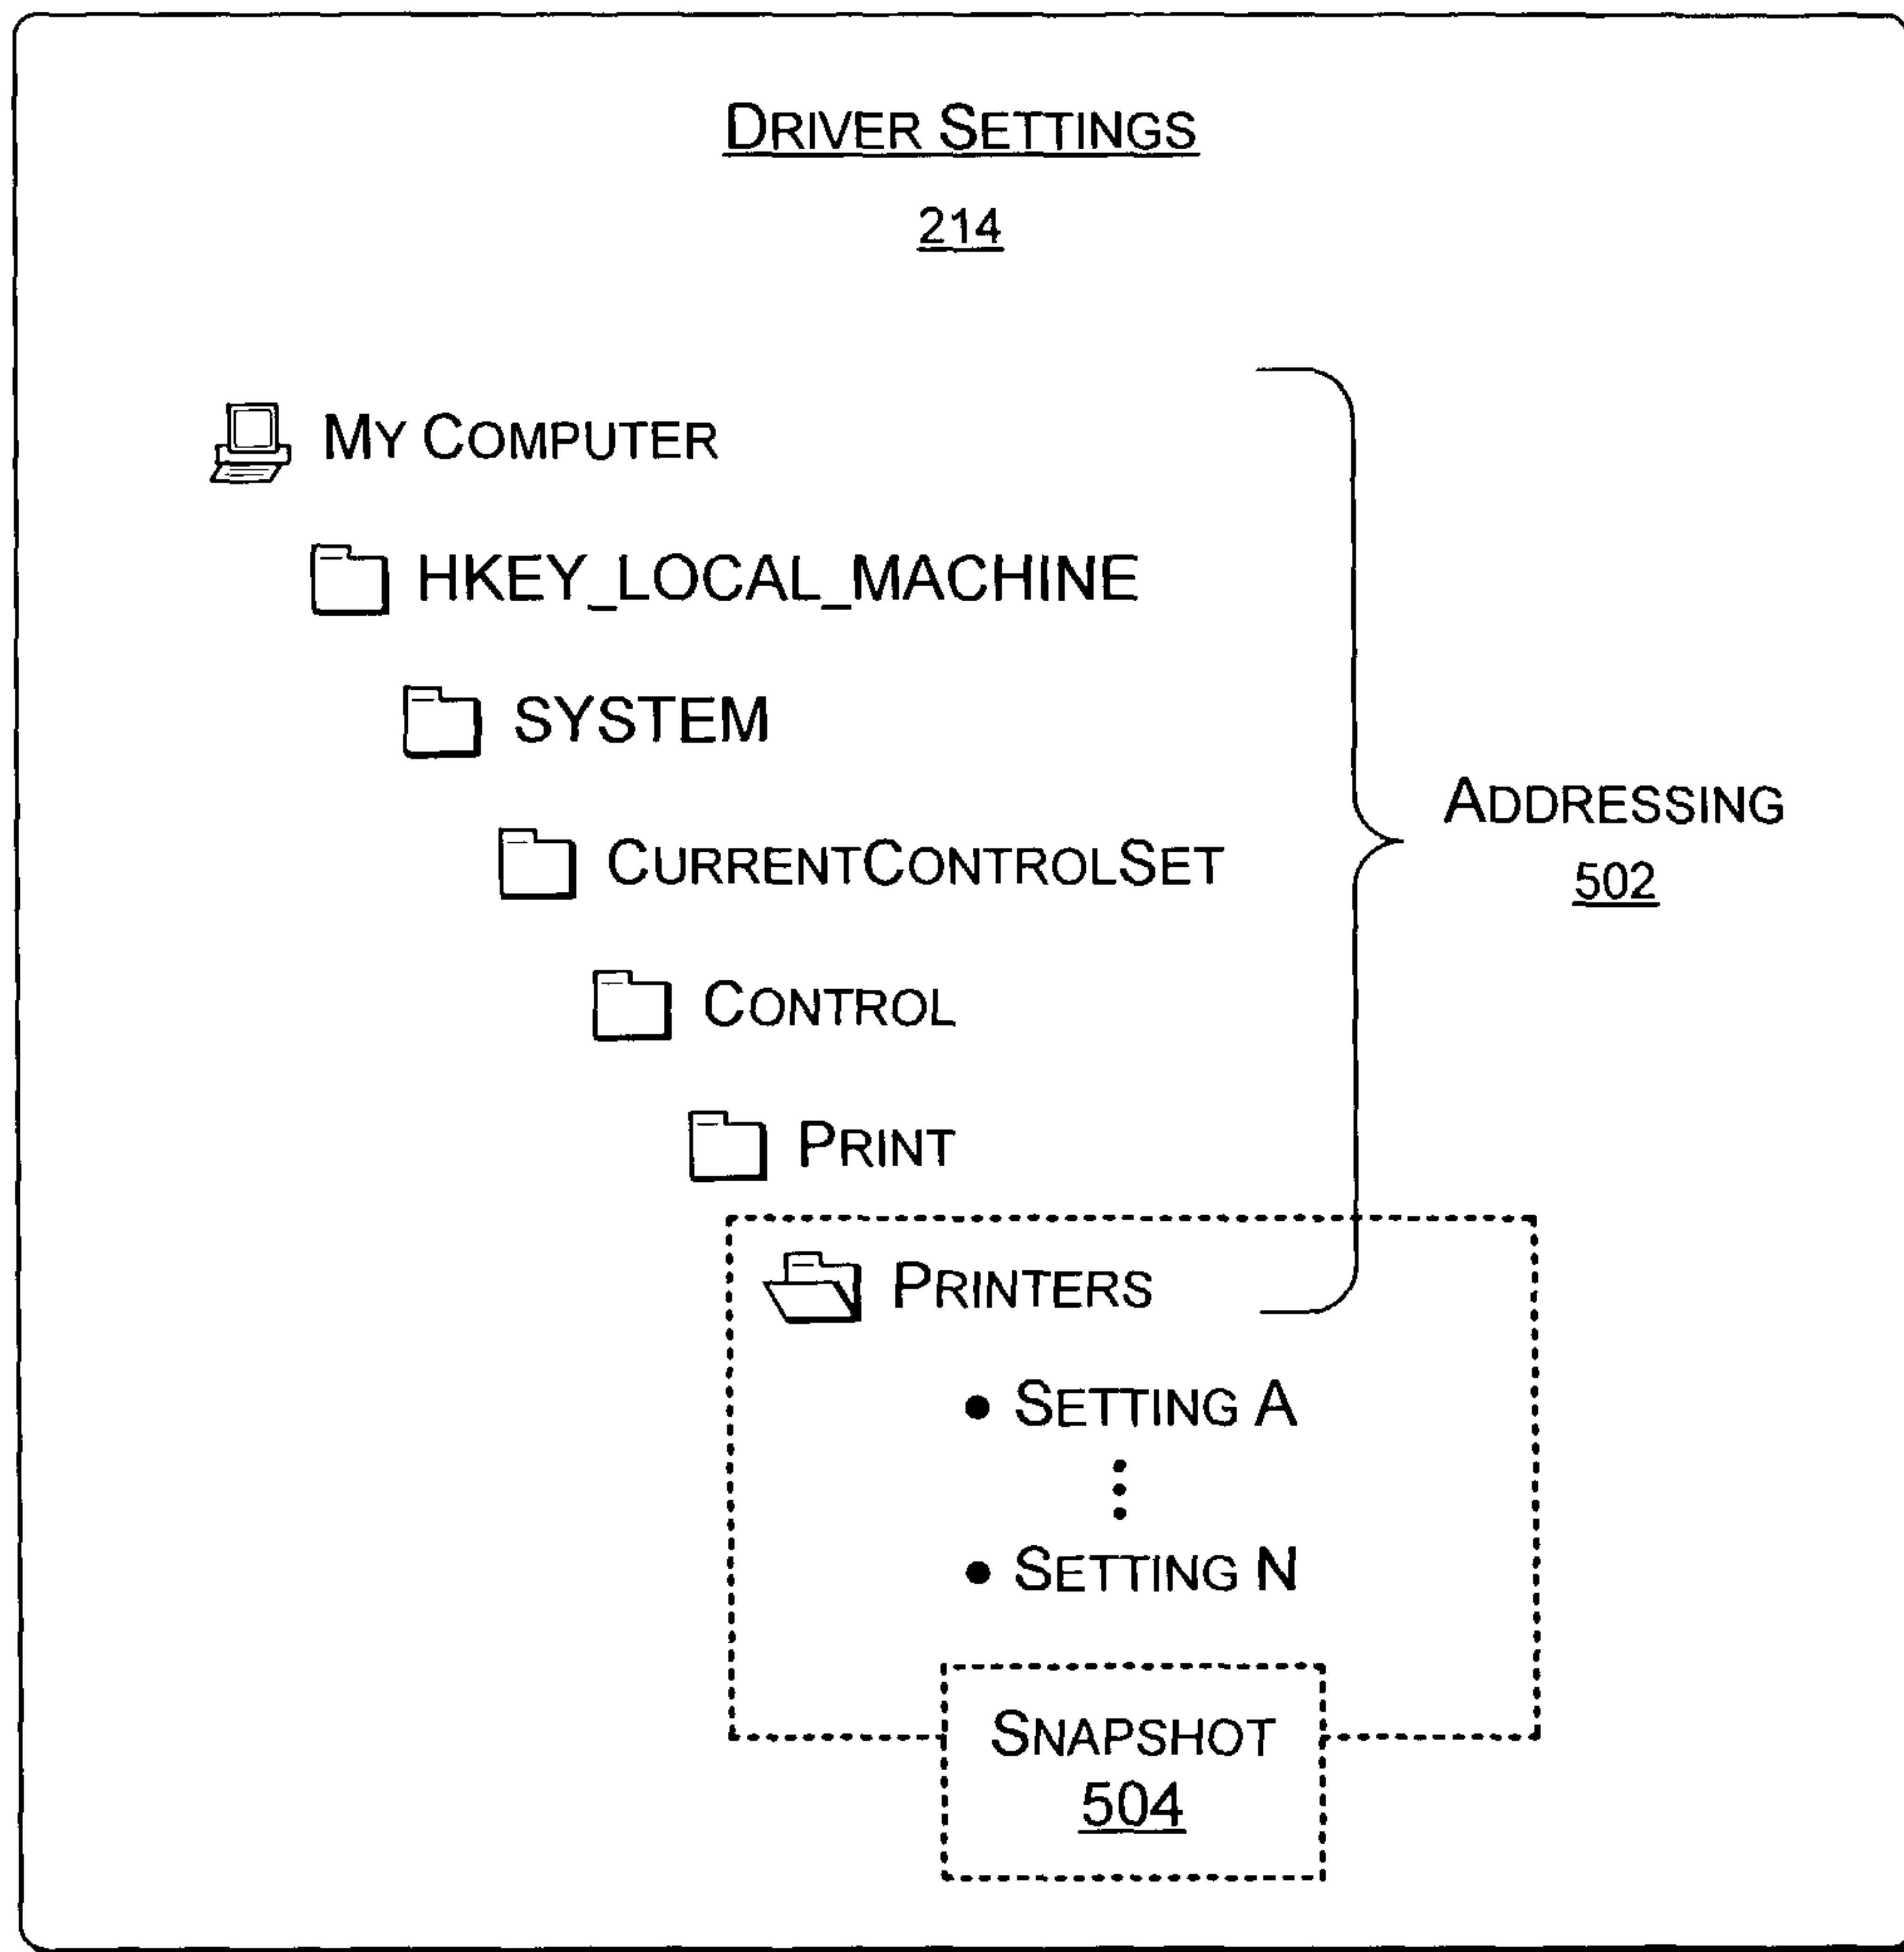 DRIVER SETTINGS
214
MY COMPUTER
HKEY_LOCAL_MACHINE
SYSTEM
CURRENTCONTROLSET
CONTROL
PRINT
PRINTERS
• SETTING A
• SETTING N
SNAPSHOT
504
ADDRESSING
502